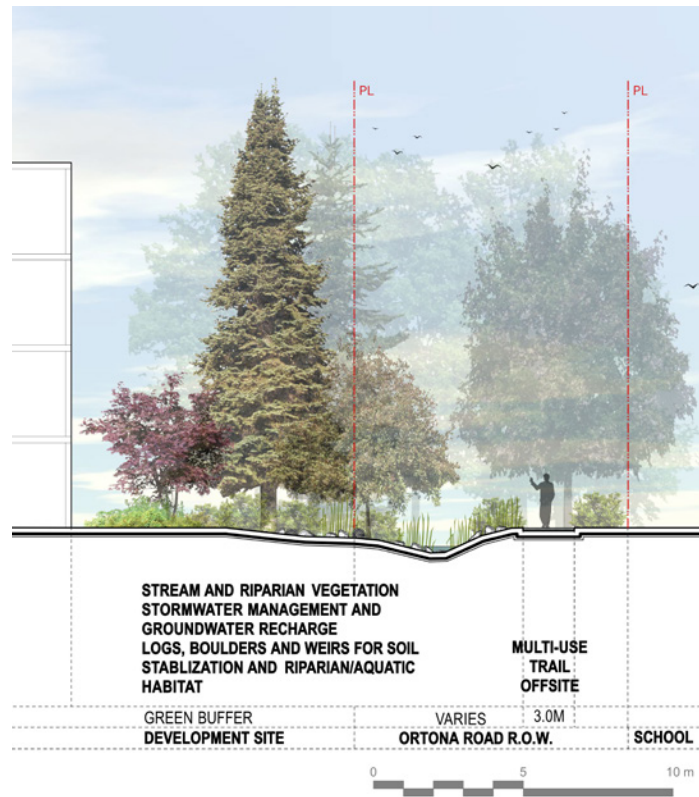 PL
PL
STREAM AND RIPARIAN VEGETATION
STORMWATER MANAGEMENT AND
GROUNDWATER RECHARGE
LOGS, BOULDERS AND WEIRS FOR SOIL
STABLIZATION AND RIPARIAN/AQUATIC
HABITAT
MULTI-USE
TRAIL
OFFSITE
GREEN BUFFER VARIES 3.0M
DEVELOPMENT SITE ORTONA ROAD R.O.W. SCHOOL
0 5 10 m